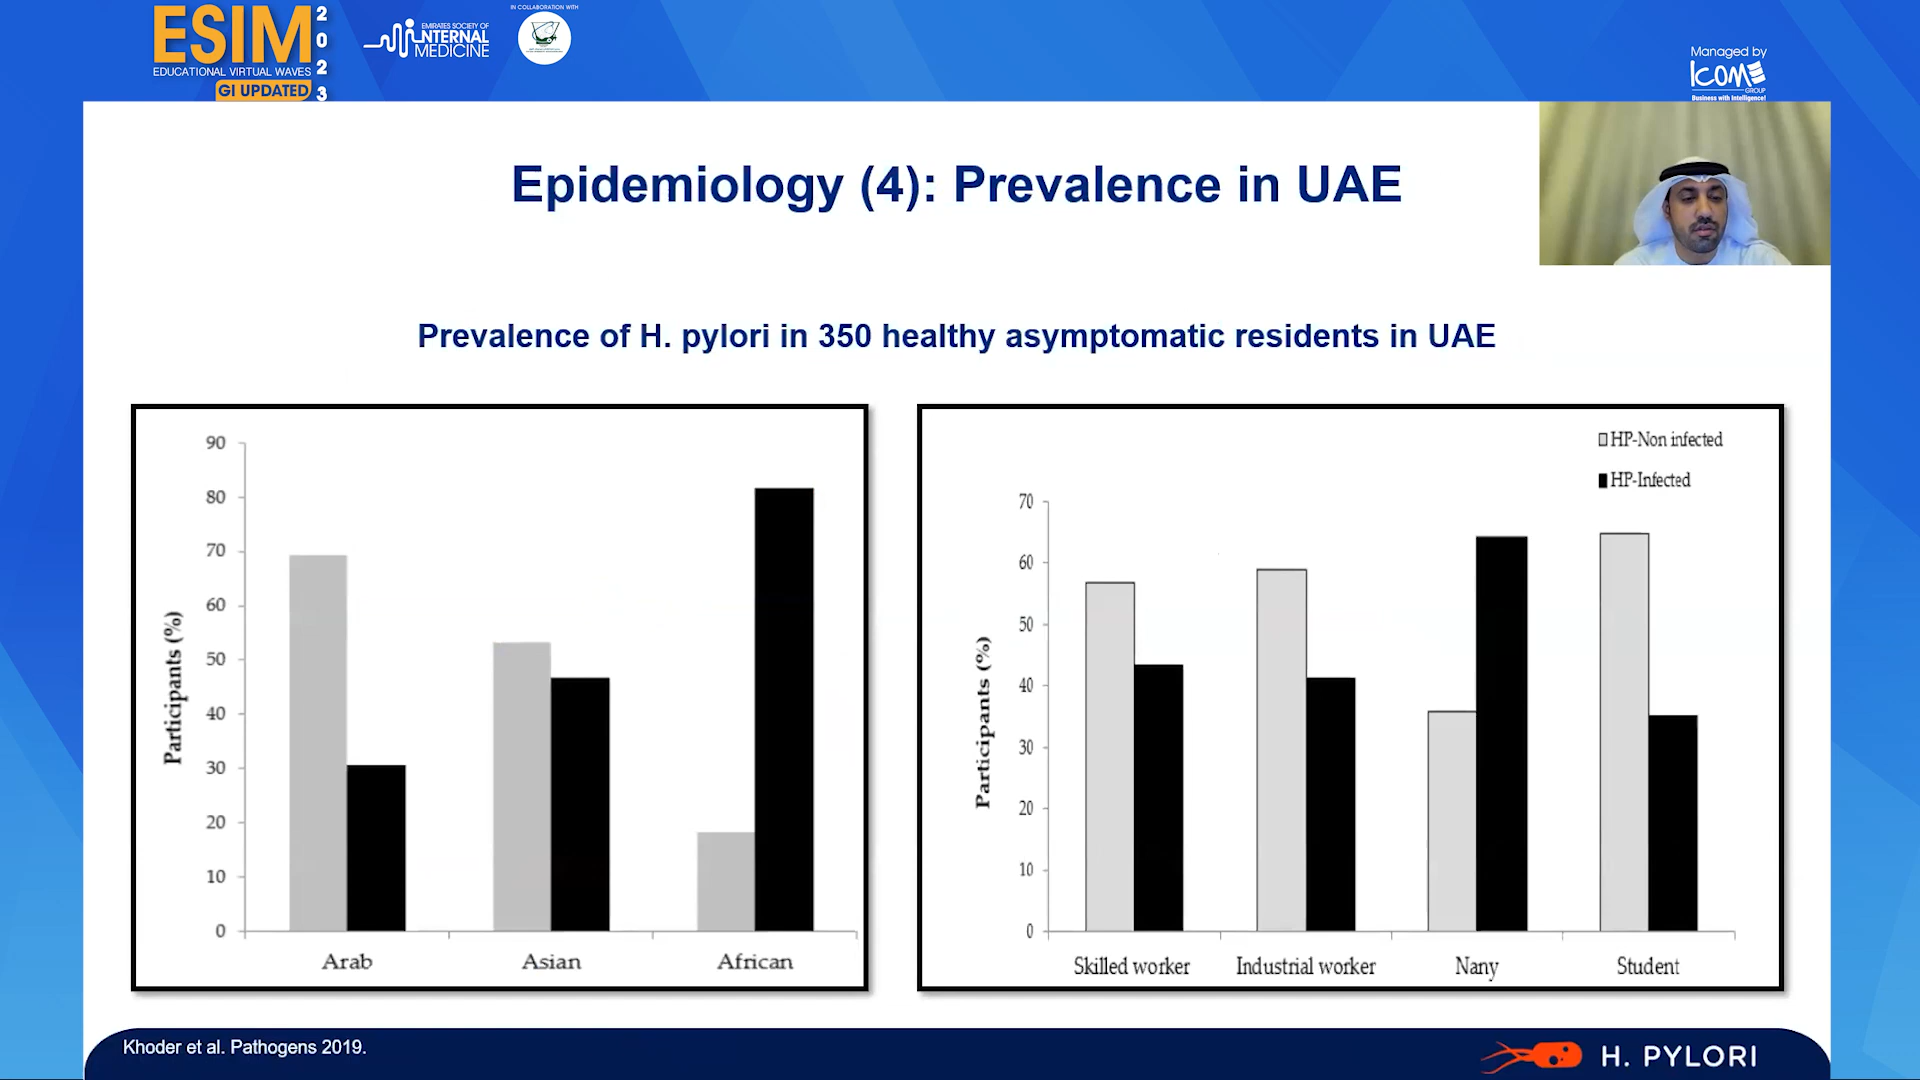 ESIM
2023
EDUCATIONAL VIRTUAL WAVES
GI UPDATED
EMIRATES SOCIETY OF
INTERNAL
MEDICINE
IN COLLABORATION WITH
Managed by
ICOME
GROUP
Business with Intelligence!
Epidemiology (4): Prevalence in UAE
Prevalence of H. pylori in 350 healthy asymptomatic residents in UAE
90
80
70
60
50
40
30
20
10
0
Participants (%)
Arab
Asian
African
HP-Non infected
HP-Infected
70
60
50
40
30
20
10
0
Participants (%)
Skilled worker
Industrial worker
Nany
Student
Khoder et al. Pathogens 2019.
H. PYLORI